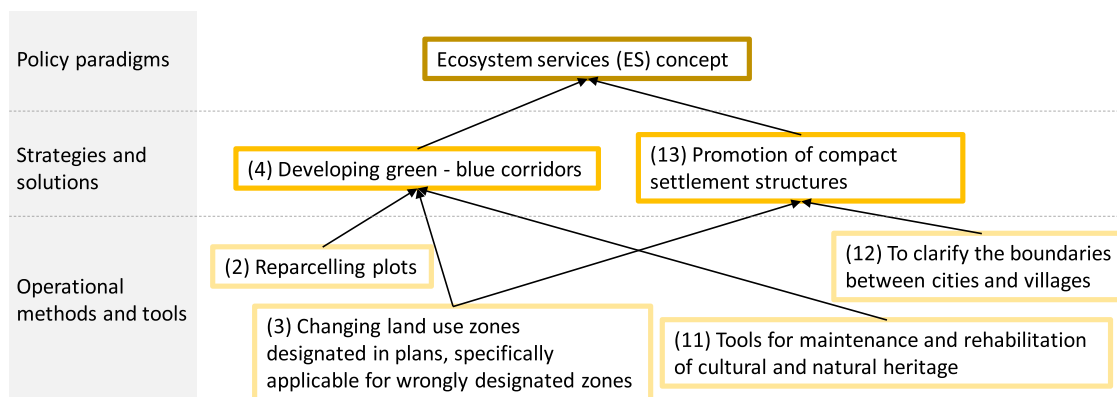 Policy paradigms
Ecosystem services (ES) concept
Strategies and
solutions
(4) Developing green - blue corridors
(13) Promotion of compact
settlement structures
Operational
methods and tools
(2) Reparcelling plots
(12) To clarify the boundaries
between cities and villages
(3) Changing land use zones
designated in plans, specifically
applicable for wrongly designated zones
(11) Tools for maintenance and rehabilitation
of cultural and natural heritage